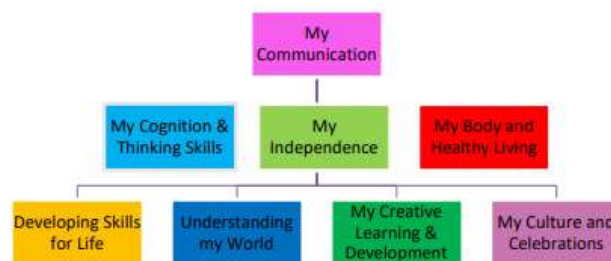 My
Communication
My Cognition &
Thinking Skills
My
Independence
My Body and
Healthy Living
Developing Skills
for Life
Understanding
my World
My Creative
Learning &
Development
My Culture and
Celebrations